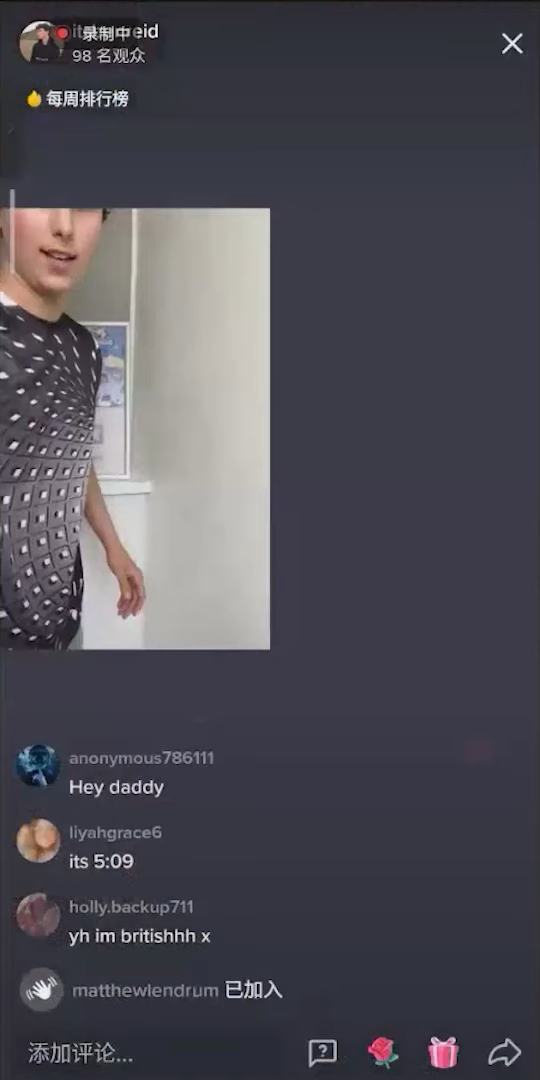 录制中 reid
98 名观众
每周排行榜
anonymous786111
Hey daddy
liyahgrace6
its 5:09
holly.backup711
yh im britishhh x
matthewlendrum 已加入
添加评论...